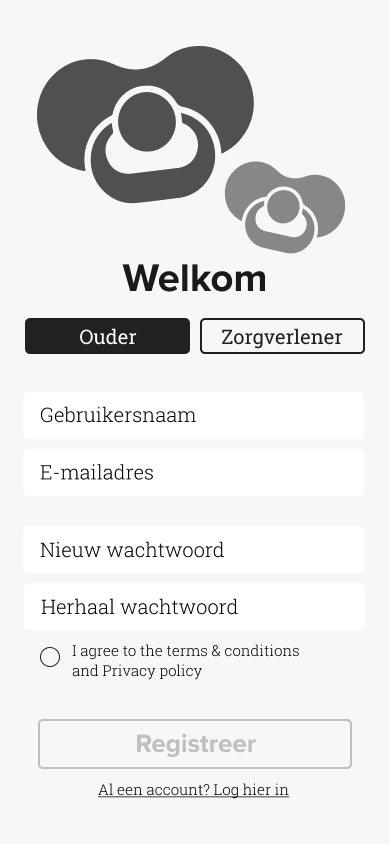 Welkom
Ouder
Zorgverlener
Gebruikersnaam
E-mailadres
Nieuw wachtwoord
Herhaal wachtwoord
I agree to the terms & conditions
and Privacy policy
Registreer
Al een account? Log hier in